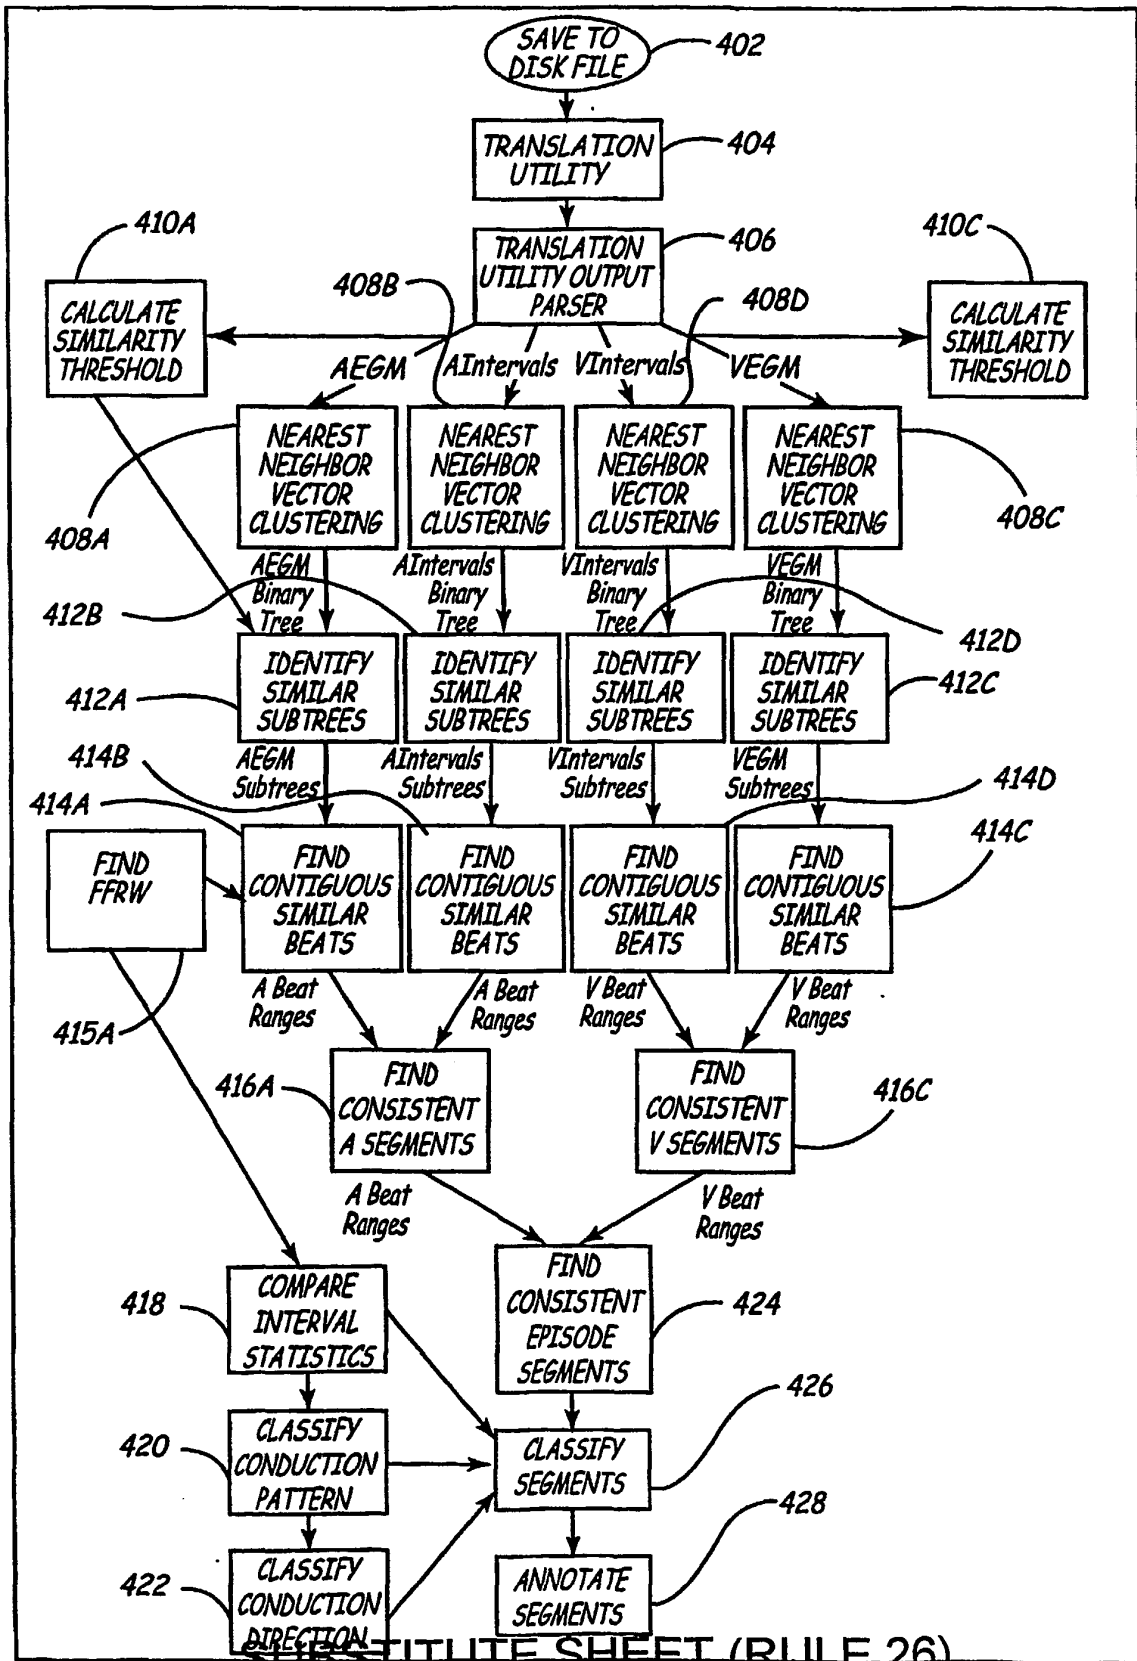 SAVE TO
DISK FILE
402
TRANSLATION
UTILITY
404
TRANSLATION
UTILITY OUTPUT
PARSER
406
410A
410C
408B
408D
CALCULATE
SIMILARITY
THRESHOLD
CALCULATE
SIMILARITY
THRESHOLD
AEGM
AIntervals
VIntervals
VEGM
NEAREST
NEIGHBOR
VECTOR
CLUSTERING
NEAREST
NEIGHBOR
VECTOR
CLUSTERING
NEAREST
NEIGHBOR
VECTOR
CLUSTERING
NEAREST
NEIGHBOR
VECTOR
CLUSTERING
408A
408C
AEGM
Binary
Tree
AIntervals
Binary
Tree
VIntervals
Binary
Tree
VEGM
Binary
Tree
412B
412D
IDENTIFY
SIMILAR
SUBTREES
IDENTIFY
SIMILAR
SUBTREES
IDENTIFY
SIMILAR
SUBTREES
IDENTIFY
SIMILAR
SUBTREES
412A
412C
AEGM
Subtrees
AIntervals
Subtrees
VIntervals
Subtrees
VEGM
Subtrees
414B
414D
414A
414C
FIND
FFRW
FIND
CONTIGUOUS
SIMILAR
BEATS
FIND
CONTIGUOUS
SIMILAR
BEATS
FIND
CONTIGUOUS
SIMILAR
BEATS
FIND
CONTIGUOUS
SIMILAR
BEATS
415A
A Beat
Ranges
A Beat
Ranges
V Beat
Ranges
V Beat
Ranges
416A
FIND
CONSISTENT
A SEGMENTS
FIND
CONSISTENT
V SEGMENTS
416C
A Beat
Ranges
V Beat
Ranges
418
COMPARE
INTERVAL
STATISTICS
FIND
CONSISTENT
EPISODE
SEGMENTS
424
420
CLASSIFY
CONDUCTION
PATTERN
CLASSIFY
SEGMENTS
426
422
CLASSIFY
CONDUCTION
DIRECTION
ANNOTATE
SEGMENTS
428
SUBSTITUTE SHEET (RULE 26)